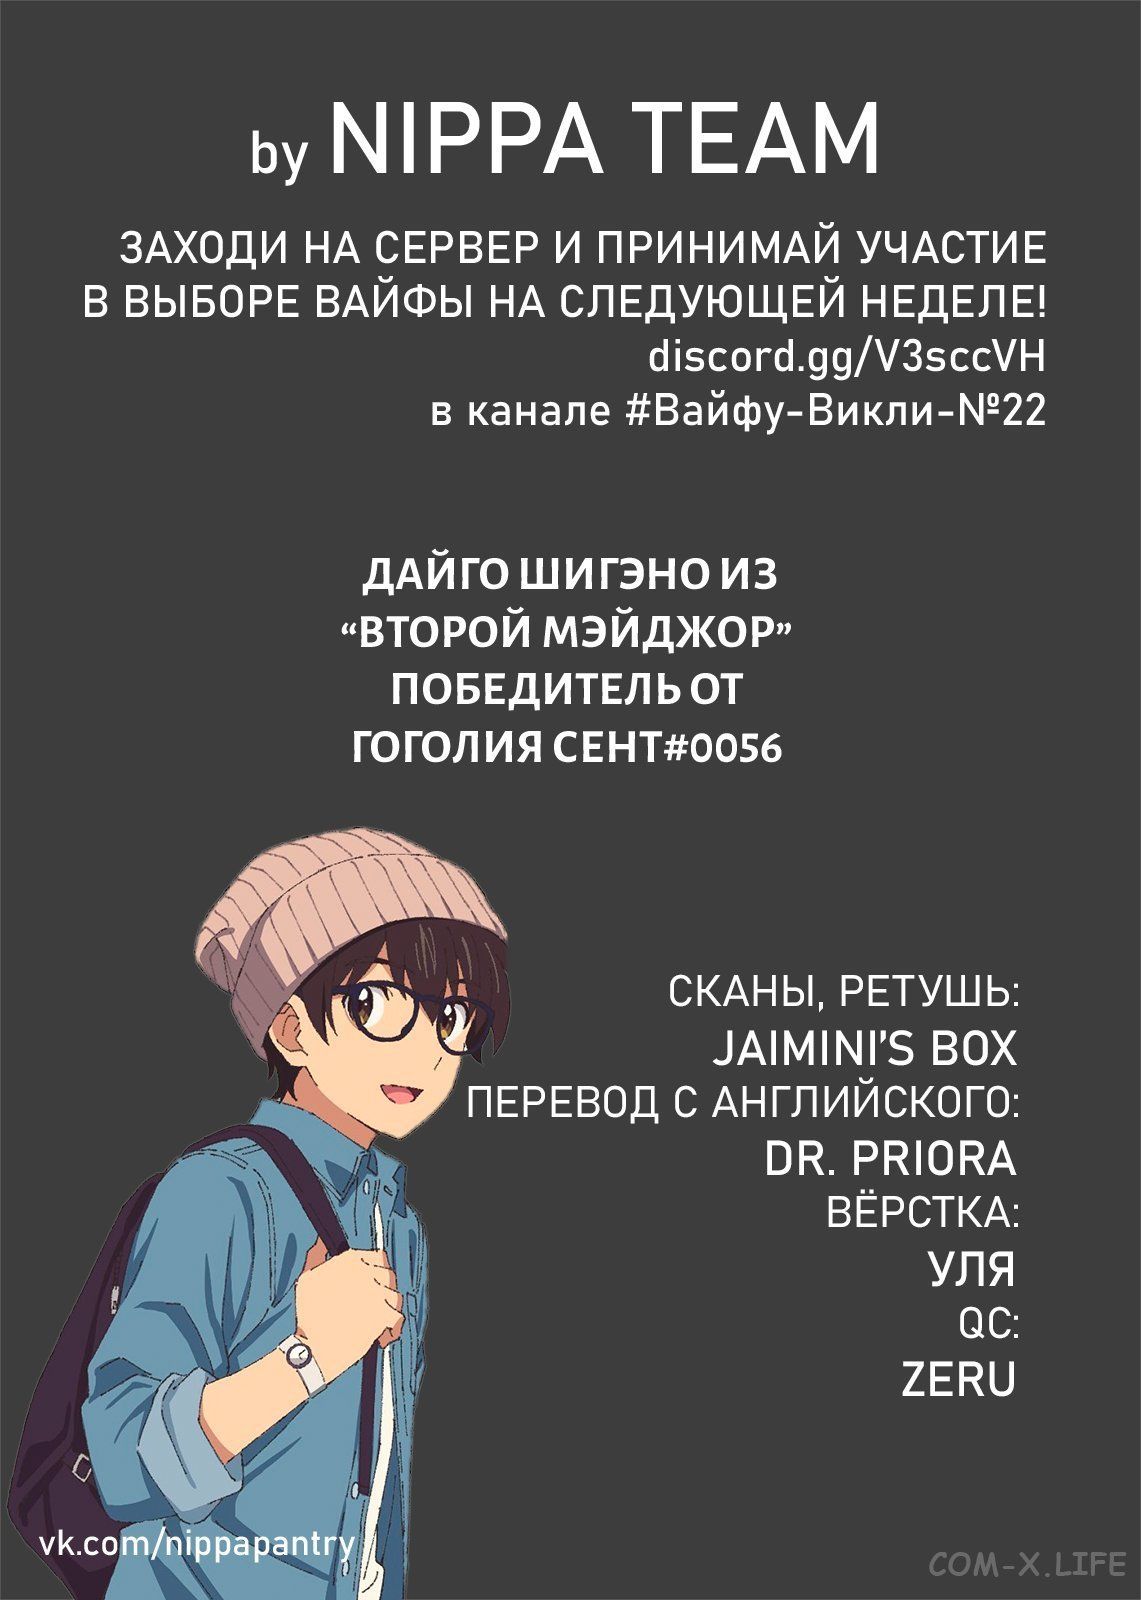 by NIPPA TEAM
ЗАХОДИ НА СЕРВЕР И ПРИНИМАЙ УЧАСТИЕ
В ВЫБОРЕ ВАЙФЫ НА СЛЕДУЮЩЕЙ НЕДЕЛЕ!
discord.gg/V3sccVH
в канале #Вайфу-Викли-№22
ДАЙГО ШИГЭНО ИЗ
“ВТОРОЙ МЭЙДЖОР”
ПОБЕДИТЕЛЬ ОТ
ГОГОЛИЯ СЕНТ#0056
СКАНЫ, РЕТУШЬ:
JAIMINI’S BOX
ПЕРЕВОД С АНГЛИЙСКОГО:
DR. PRIORA
ВЁРСТКА:
УЛЯ
QC:
ZERU
vk.com/nippapantry
COM-X.LIFE